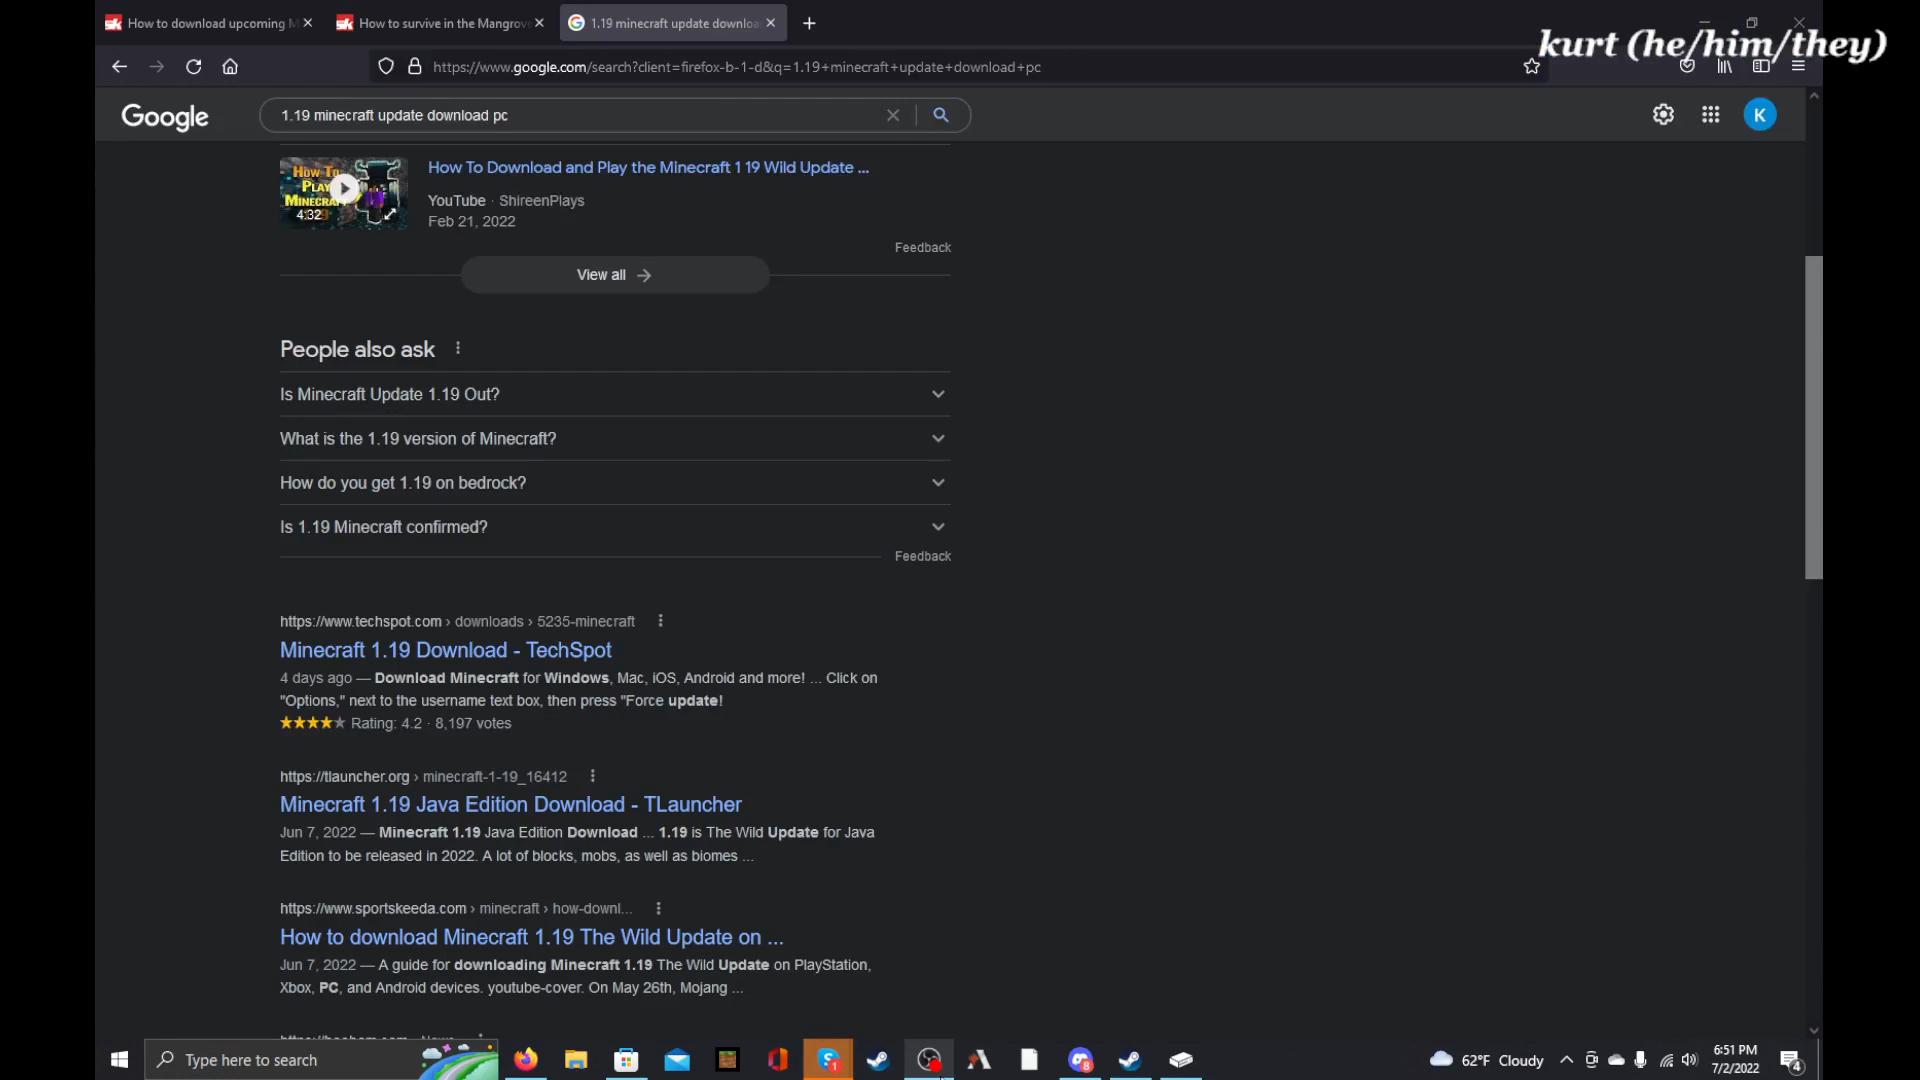 How to download upcoming M
How to survive in the Mangrove
1.19 minecraft update downloa
kurt (he/him/they)
https://www.google.com/search?client=firefox-b-1-d&q=1.19+minecraft+update+download+pc
Google
1.19 minecraft update download pc
K
How To Play Minecraft
4:32
How To Download and Play the Minecraft 1 19 Wild Update ...
YouTube · ShireenPlays
Feb 21, 2022
Feedback
View all
People also ask
Is Minecraft Update 1.19 Out?
What is the 1.19 version of Minecraft?
How do you get 1.19 on bedrock?
Is 1.19 Minecraft confirmed?
Feedback
https://www.techspot.com › downloads › 5235-minecraft
Minecraft 1.19 Download - TechSpot
4 days ago — Download Minecraft for Windows, Mac, iOS, Android and more! ... Click on
"Options," next to the username text box, then press "Force update!
Rating: 4.2 · 8,197 votes
https://tlauncher.org › minecraft-1-19_16412
Minecraft 1.19 Java Edition Download - TLauncher
Jun 7, 2022 — Minecraft 1.19 Java Edition Download ... 1.19 is The Wild Update for Java
Edition to be released in 2022. A lot of blocks, mobs, as well as biomes ...
https://www.sportskeeda.com › minecraft › how-downl...
How to download Minecraft 1.19 The Wild Update on ...
Jun 7, 2022 — A guide for downloading Minecraft 1.19 The Wild Update on PlayStation,
Xbox, PC, and Android devices. youtube-cover. On May 26th, Mojang ...
Type here to search
62°F Cloudy
6:51 PM
7/2/2022
4